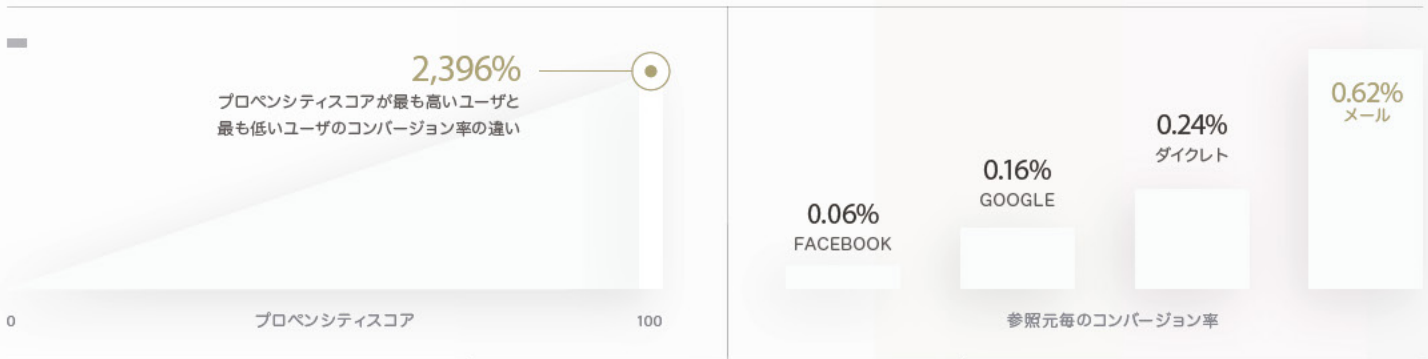 2,396%
プロペンシティスコアが最も高いユーザと
最も低いユーザのコンバージョン率の違い
0
プロペンシティスコア
100
0.06%
FACEBOOK
0.16%
GOOGLE
0.24%
ダイクレト
0.62%
メール
参照元毎のコンバージョン率